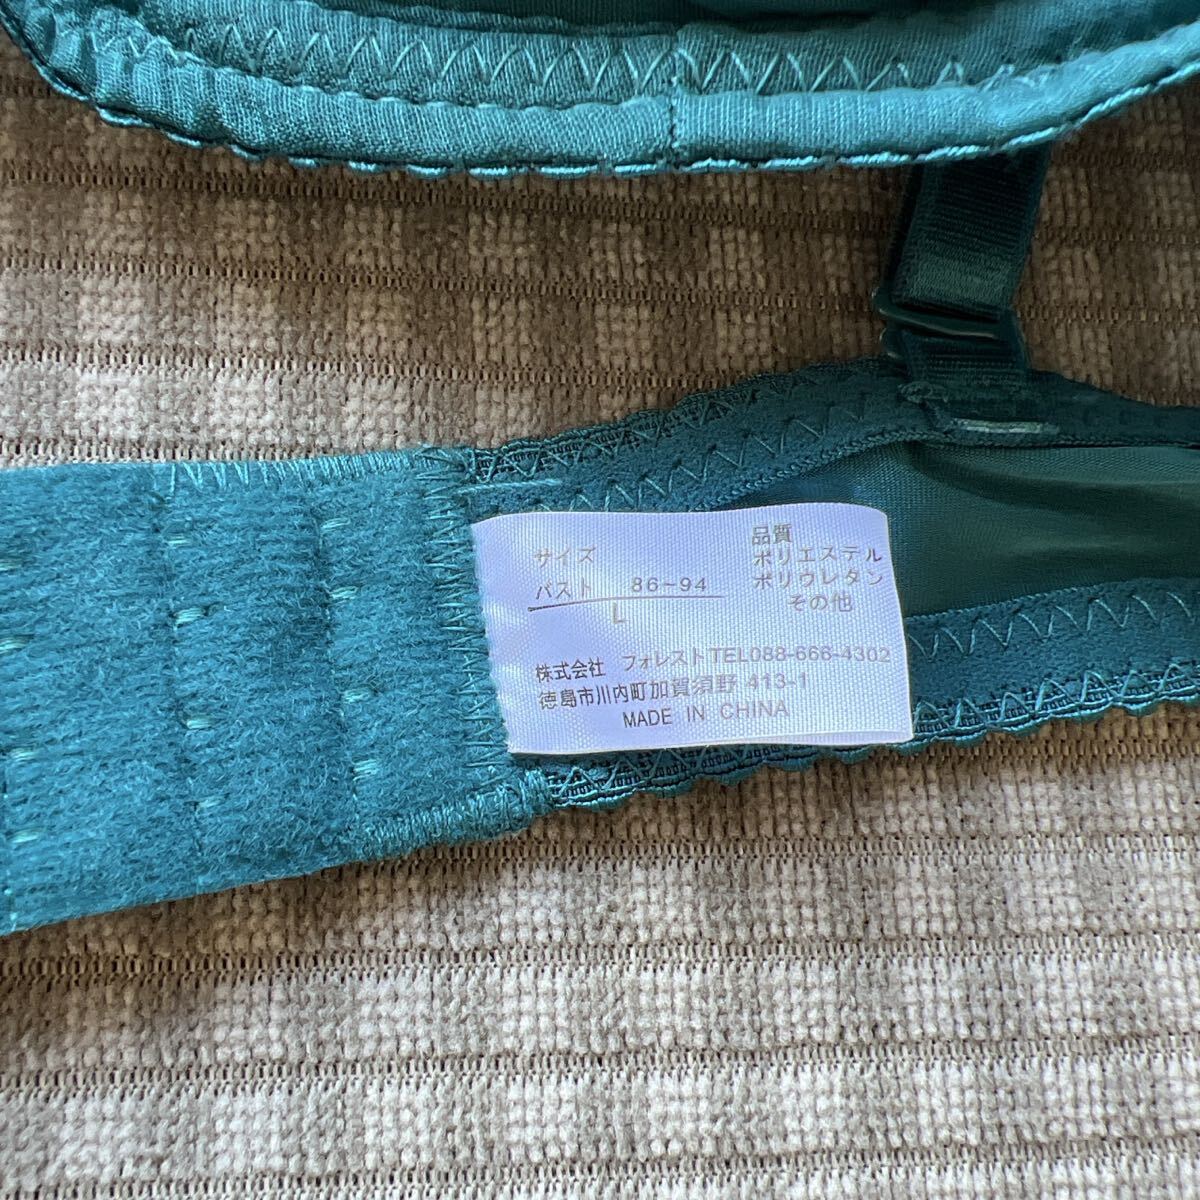 サイズ
バスト 86-94
L
品質
ポリエステル
ポリウレタン
その他
株式会社 フォレスト TEL088-666-4302
徳島市川内町加賀須野 413-1
MADE IN CHINA